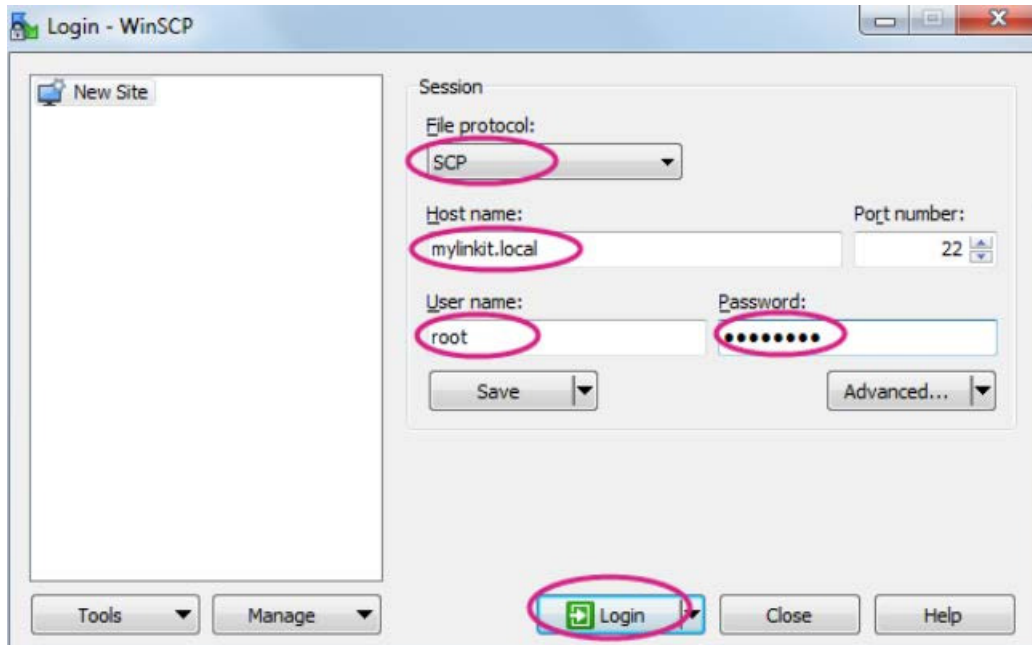 Login - WinSCP
New Site
Session
File protocol:
SCP
Host name:
Port number:
mylinkit.local
22
User name:
Password:
root
●●●●●●●●
Save
Advanced...
Tools
Manage
Login
Close
Help